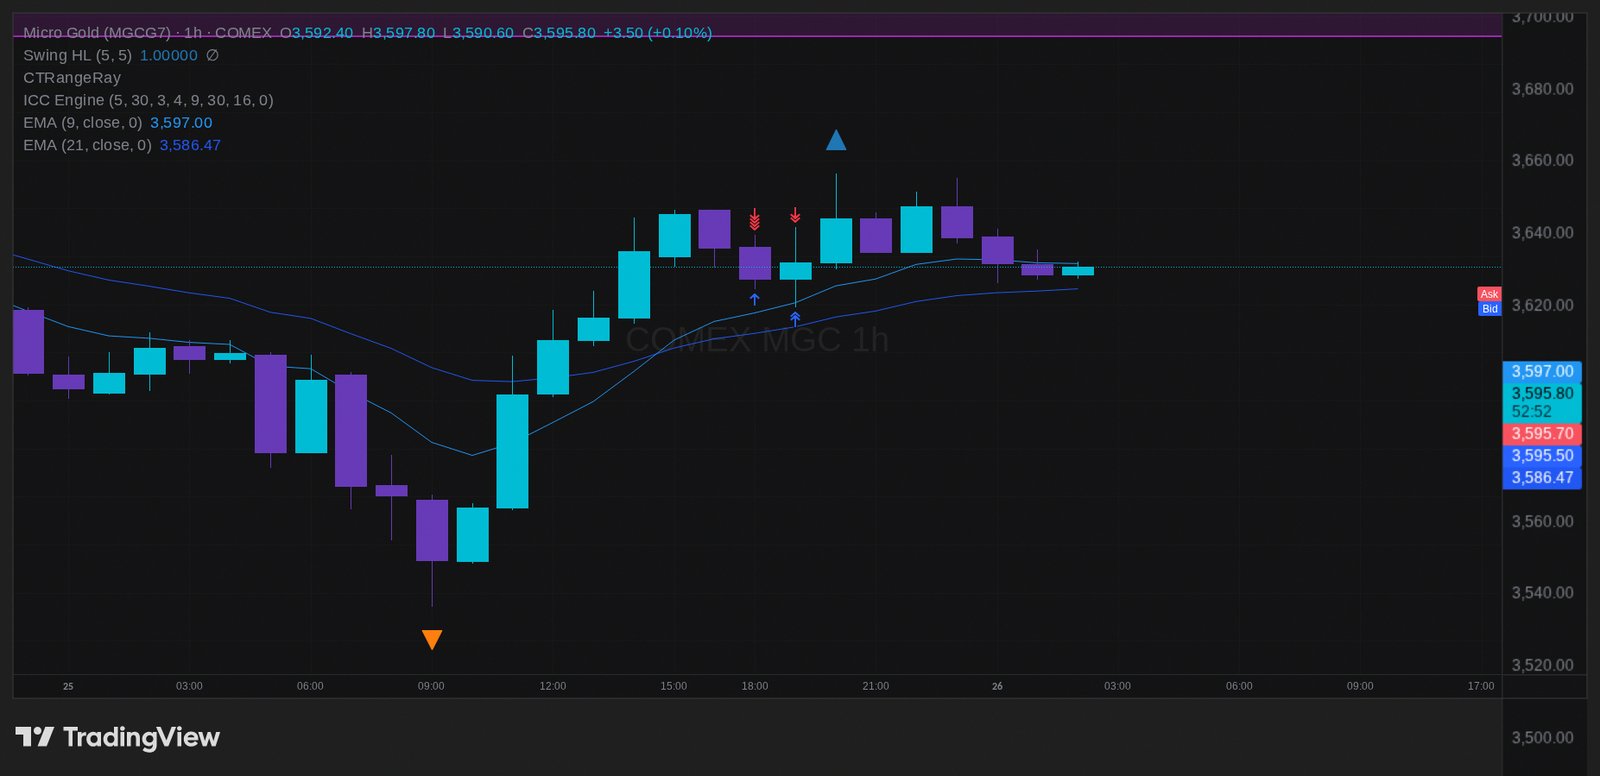 Micro Gold (MGCG7) · 1h · COMEX O3,592.40 H3,597.80 L3,590.60 C3,595.80 +3.50 (+0.10%)
Swing HL (5, 5) 1.00000 ∅
CTRangeRay
ICC Engine (5, 30, 3, 4, 9, 30, 16, 0)
EMA (9, close, 0) 3,597.00
EMA (21, close, 0) 3,586.47
COMEX MGC 1h
3,700.00
3,680.00
3,660.00
3,640.00
Ask
3,620.00
Bid
3,597.00
3,595.80
52:52
3,595.70
3,595.50
3,586.47
3,560.00
3,540.00
3,520.00
25 03:00 06:00 09:00 12:00 15:00 18:00 21:00 26 03:00 06:00 09:00 17:00
TradingView
3,500.00